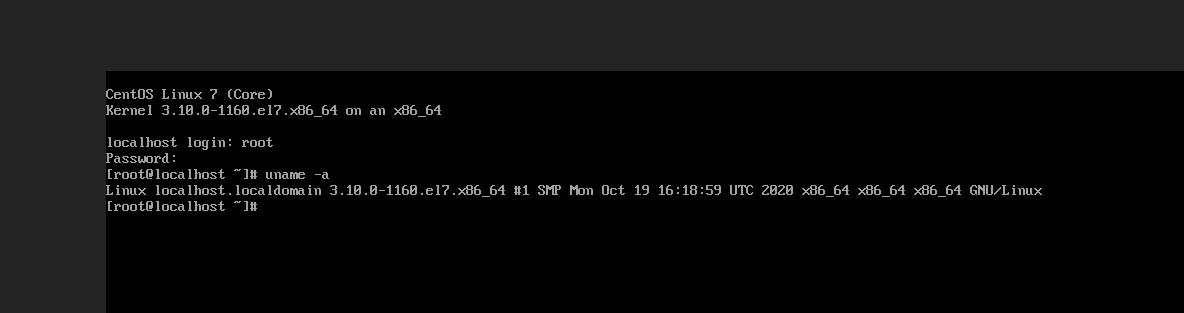 CentOS Linux 7 (Core)
Kernel 3.10.0-1160.el7.x86_64 on an x86_64
localhost login: root
Password:
[root@localhost ~]# uname -a
Linux localhost.localdomain 3.10.0-1160.el7.x86_64 #1 SMP Mon Oct 19 16:18:59 UTC 2020 x86_64 x86_64 x86_64 GNU/Linux
[root@localhost ~]#